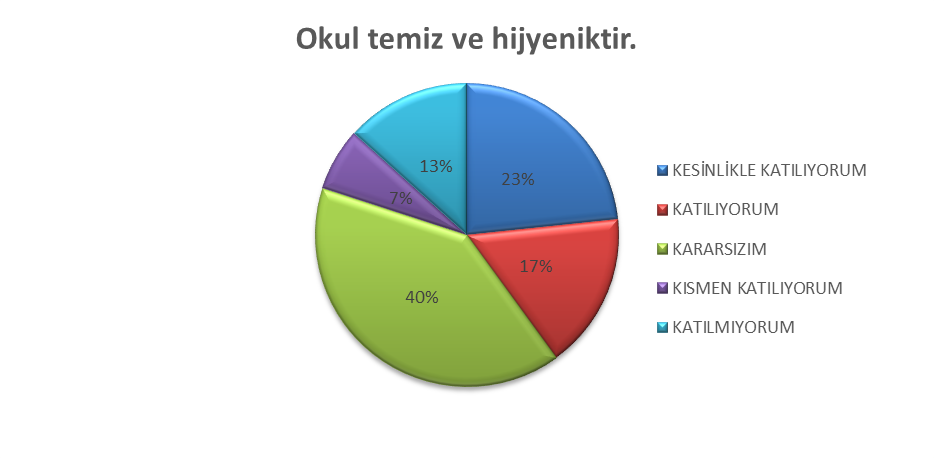 Okul temiz ve hijyeniktir.
13%
23%
7%
17%
40%
KESİNLİKLE KATILIYORUM
KATILIYORUM
KARARSIZIM
KISMEN KATILIYORUM
KATILMIYORUM